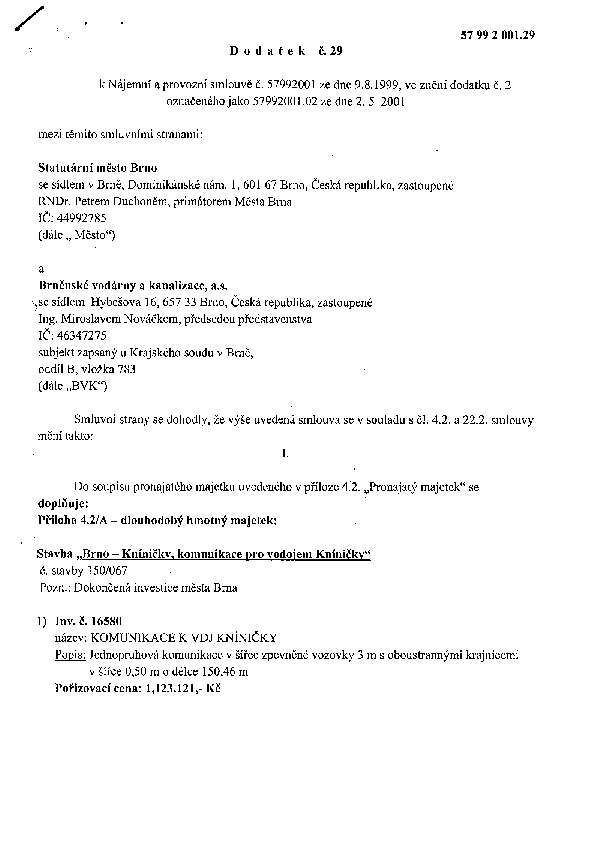 57 99 2 001.29
D o d a t e k č. 29
k Nájemní a provozní smlouvě č. 57992001 ze dne 9.8.1999, ve znění dodatku č. 2
označeného jako 57992001.02 ze dne 2. 5. 2001
mezi těmito smluvními stranami:
Statutární město Brno
se sídlem v Brně, Dominikánské nám. 1, 601 67 Brno, Česká republika, zastoupené
RNDr. Petrem Duchoněm, primátorem Města Brna
IČ: 44992785
(dále „ Město“)
a
Brněnské vodárny a kanalizace, a.s.
se sídlem Hybešova 16, 657 33 Brno, Česká republika, zastoupené
Ing. Miroslavem Nováčkem, předsedou představenstva
IČ: 46347275
subjekt zapsaný u Krajského soudu v Brně,
oddíl B, vložka 783
(dále „BVK“)
Smluvní strany se dohodly, že výše uvedená smlouva se v souladu s čl. 4.2. a 22.2. smlouvy
mění takto:
I.
Do soupisu pronajatého majetku uvedeného v příloze 4.2. „Pronajatý majetek“ se
doplňuje:
Příloha 4.2/A – dlouhodobý hmotný majetek:
Stavba „Brno – Kníničky, komunikace pro vodojem Kníničky“
č. stavby 150/067
Pozn.: Dokončená investice města Brna
1) Inv. č. 16580
název: KOMUNIKACE K VDJ KNÍNIČKY
Popis: Jednopruhová komunikace v šířce zpevněné vozovky 3 m s oboustrannými krajnicemi
v šířce 0,50 m o délce 150,46 m
Pořizovací cena: 1,123.121,- Kč